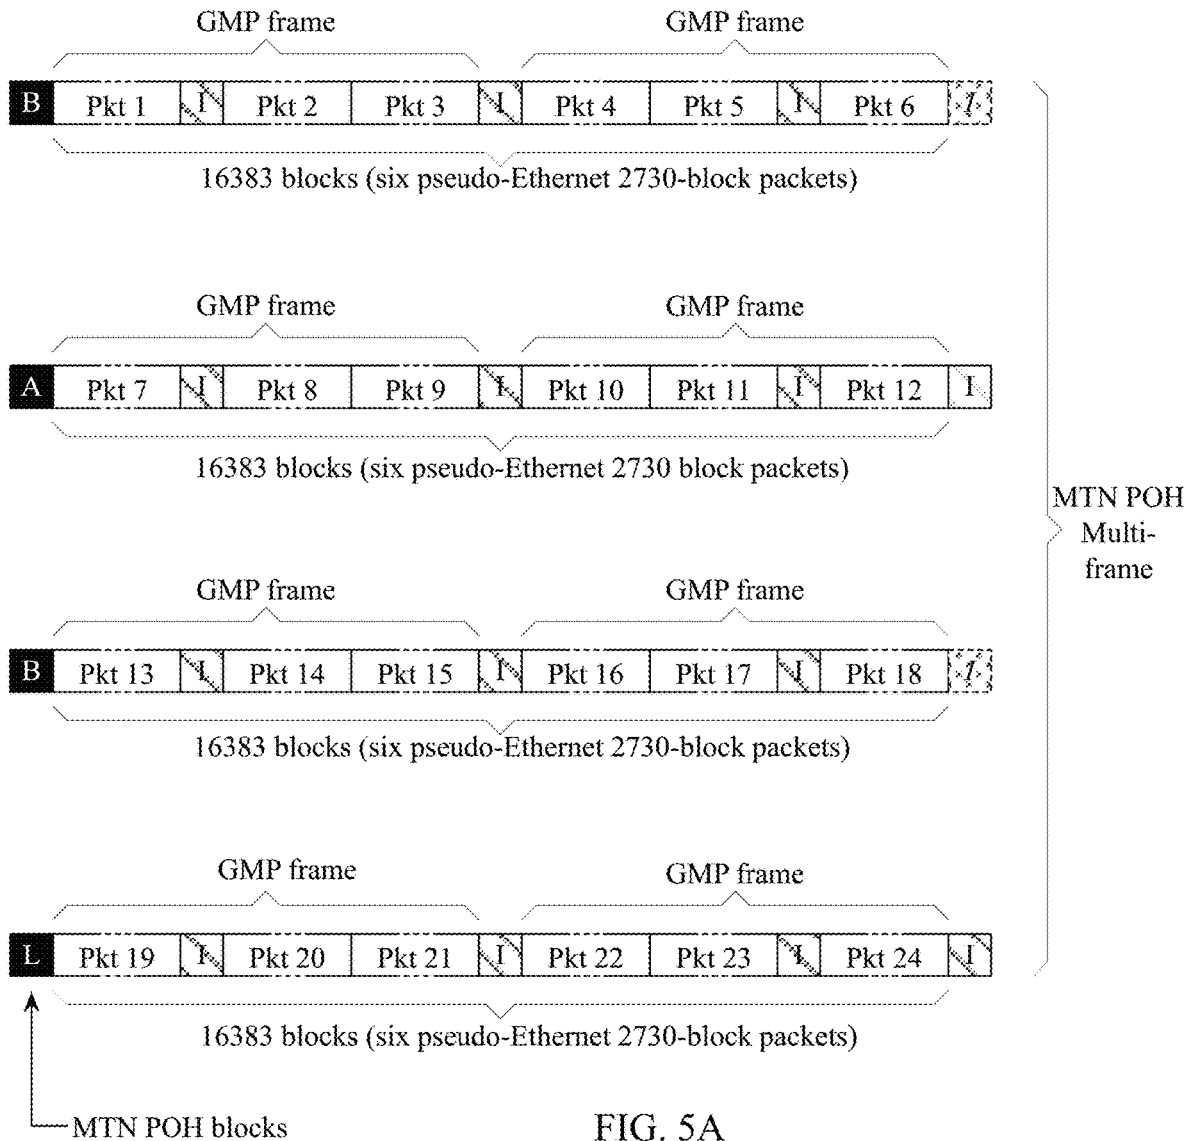 GMP frame GMP frame
B Pkt 1 I Pkt 2 Pkt 3 I Pkt 4 Pkt 5 I Pkt 6 I
16383 blocks (six pseudo-Ethernet 2730-block packets)
GMP frame GMP frame
A Pkt 7 I Pkt 8 Pkt 9 I Pkt 10 Pkt 11 I Pkt 12 I
16383 blocks (six pseudo-Ethernet 2730 block packets)
MTN POH
Multi-
frame
GMP frame GMP frame
B Pkt 13 I Pkt 14 Pkt 15 I Pkt 16 Pkt 17 I Pkt 18 I
16383 blocks (six pseudo-Ethernet 2730-block packets)
GMP frame GMP frame
L Pkt 19 I Pkt 20 Pkt 21 I Pkt 22 Pkt 23 I Pkt 24 I
16383 blocks (six pseudo-Ethernet 2730-block packets)
MTN POH blocks
FIG. 5A